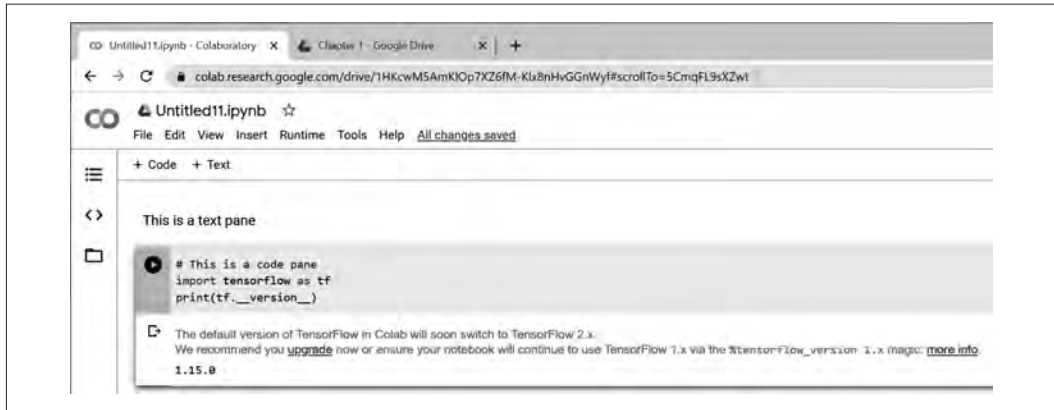 Untitled11.ipynb - Colaboratory X Chapter 1 - Google Drive X +
colab.research.google.com/drive/1HKcwM5AmKlOp7XZ6fM-Klx8nHvGGnWyf#scrollTo=5CmqFL9sXZwt
CO Untitled11.ipynb
File Edit View Insert Runtime Tools Help All changes saved
+ Code + Text
This is a text pane
# This is a code pane
import tensorflow as tf
print(tf.__version__)
The default version of TensorFlow in Colab will soon switch to TensorFlow 2.x.
We recommend you upgrade now or ensure your notebook will continue to use TensorFlow 1.x via the %tensorflow_version 1.x magic: more info.
1.15.0